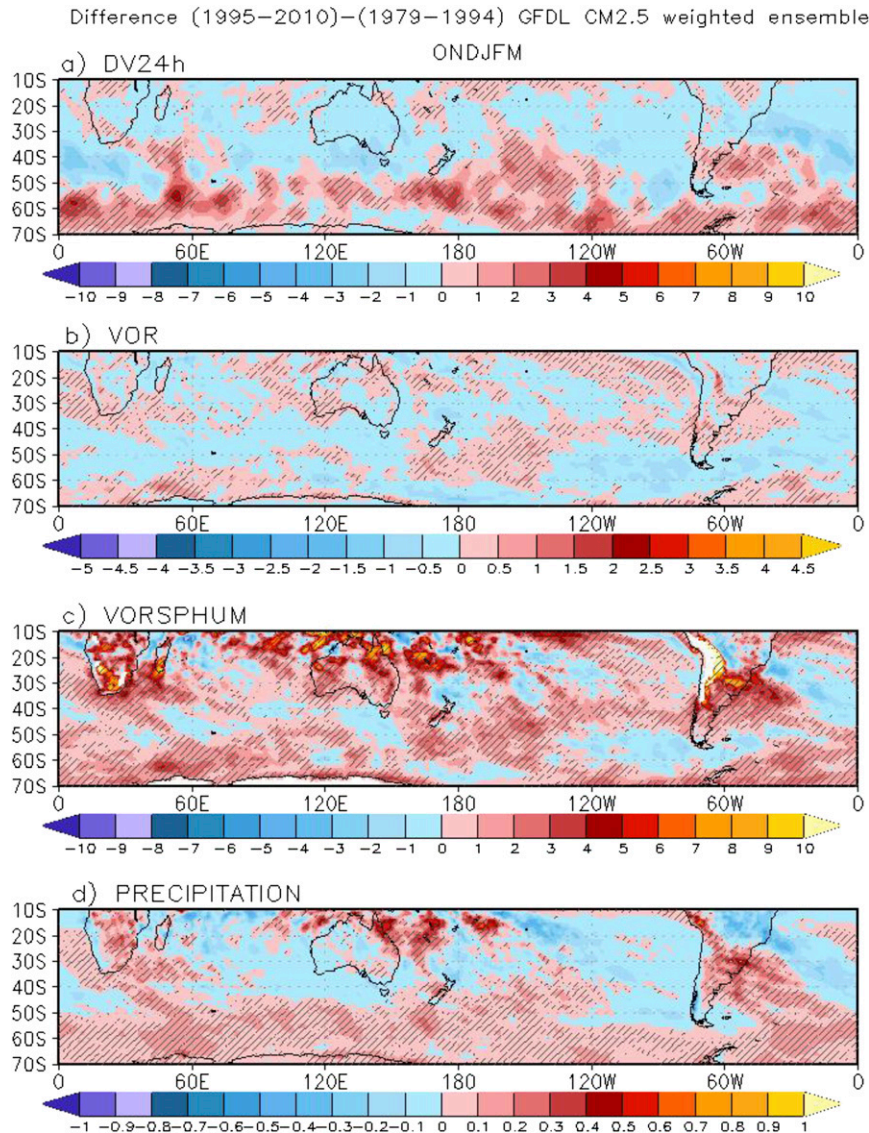 Difference (1995−2010)−(1979−1994) GFDL CM2.5 weighted ensemble
ONDJFM
a) DV24h
10S
20S
30S
40S
50S
60S
70S
0 60E 120E 180 120W 60W 0
−10 −9 −8 −7 −6 −5 −4 −3 −2 −1 0 1 2 3 4 5 6 7 8 9 10
b) VOR
10S
20S
30S
40S
50S
60S
70S
0 60E 120E 180 120W 60W 0
−5 −4.5 −4 −3.5 −3 −2.5 −2 −1.5 −1 −0.5 0 0.5 1 1.5 2 2.5 3 3.5 4 4.5
c) VORSPHUM
10S
20S
30S
40S
50S
60S
70S
0 60E 120E 180 120W 60W 0
−10 −9 −8 −7 −6 −5 −4 −3 −2 −1 0 1 2 3 4 5 6 7 8 9 10
d) PRECIPITATION
10S
20S
30S
40S
50S
60S
70S
0 60E 120E 180 120W 60W 0
−1 −0.9−0.8−0.7−0.6−0.5−0.4−0.3−0.2−0.1 0 0.1 0.2 0.3 0.4 0.5 0.6 0.7 0.8 0.9 1